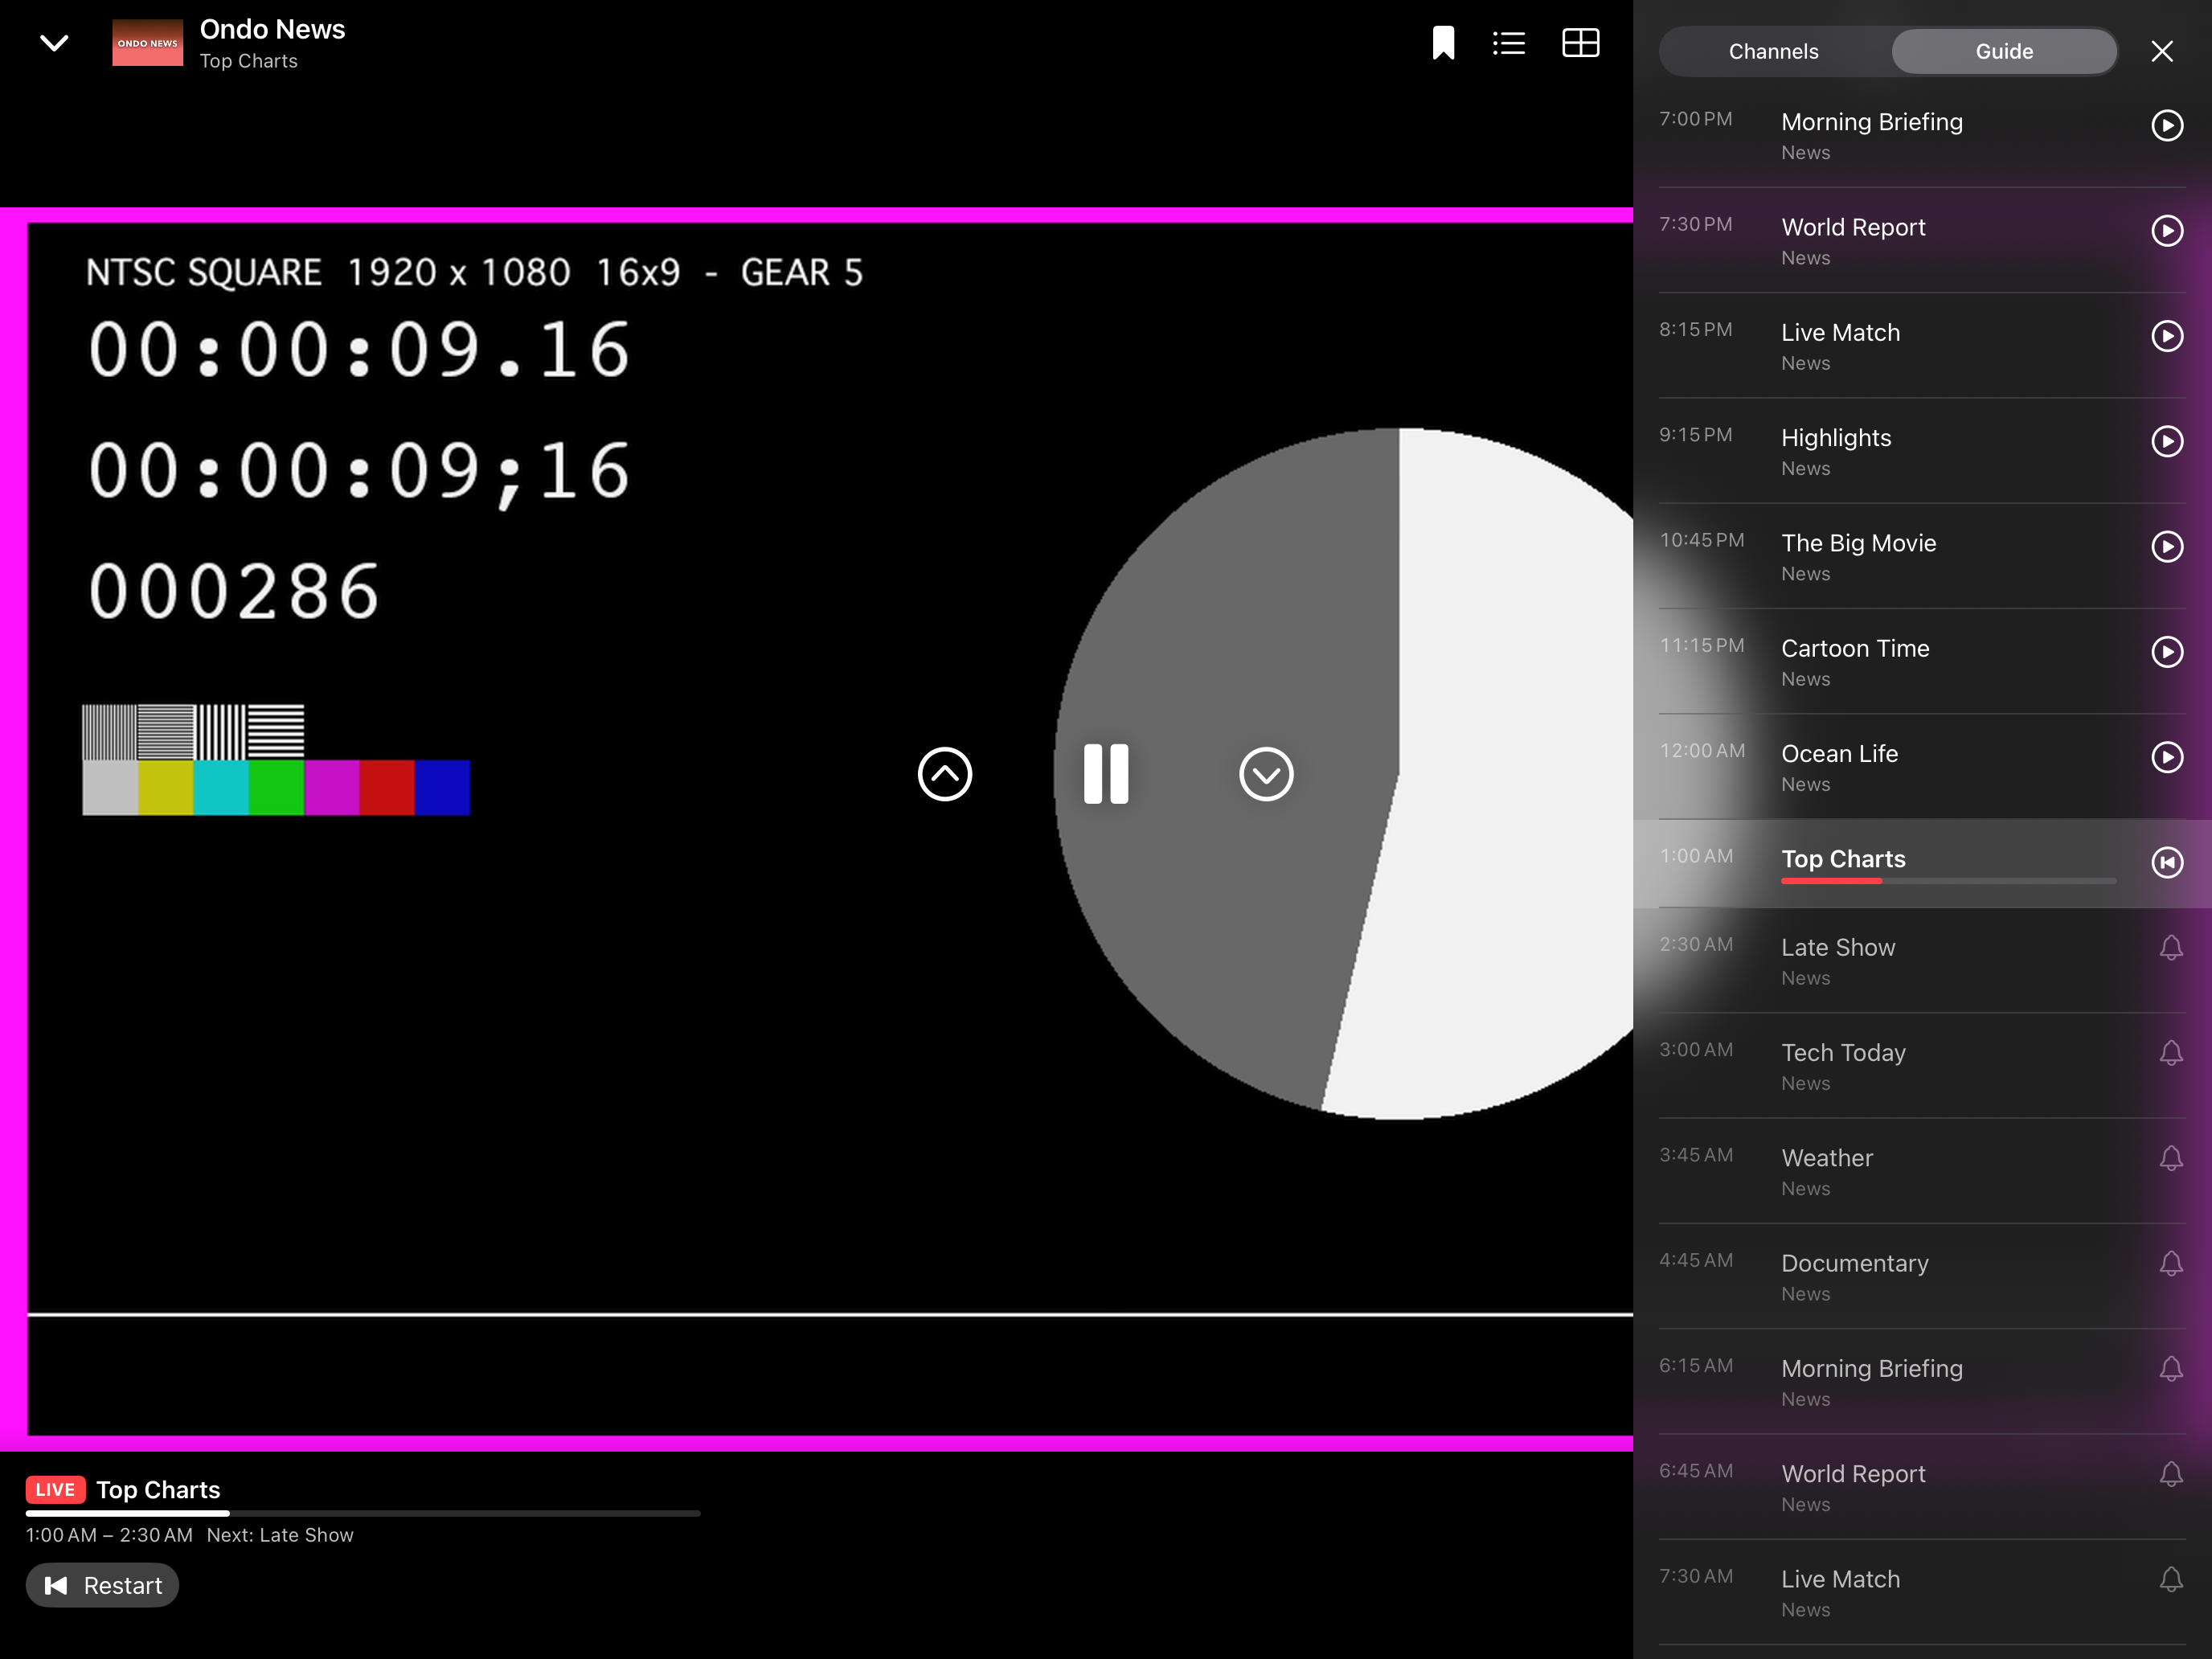 ONDO NEWS
Ondo News
Top Charts
NTSC SQUARE 1920 x 1080 16x9 - GEAR 5
00:00:09.16
00:00:09;16
000286
LIVE Top Charts
1:00 AM – 2:30 AM Next: Late Show
Restart
Channels Guide
7:00 PM Morning Briefing
News
7:30 PM World Report
News
8:15 PM Live Match
News
9:15 PM Highlights
News
10:45 PM The Big Movie
News
11:15 PM Cartoon Time
News
12:00 AM Ocean Life
News
1:00 AM Top Charts
2:30 AM Late Show
News
3:00 AM Tech Today
News
3:45 AM Weather
News
4:45 AM Documentary
News
6:15 AM Morning Briefing
News
6:45 AM World Report
News
7:30 AM Live Match
News